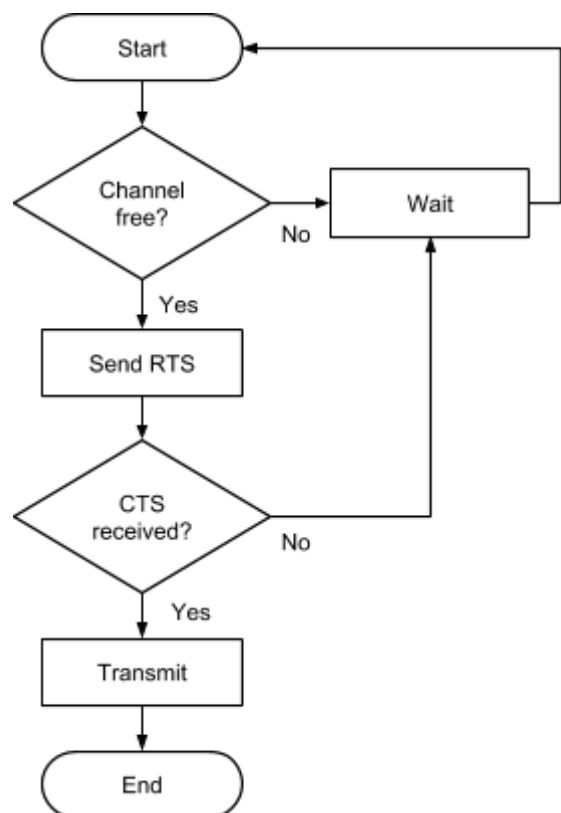 Start
Channel
free?
No
Wait
Yes
Send RTS
CTS
received?
No
Yes
Transmit
End